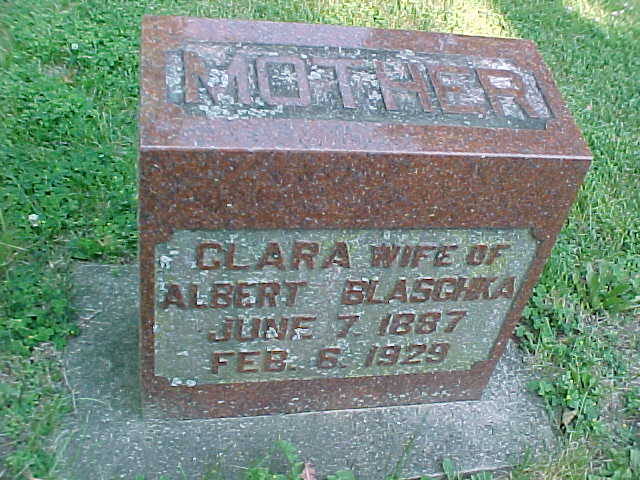 MOTHER
CLARA WIFE OF
ALBERT BLASCHKA
JUNE 7. 1887
FEB. 6. 1929